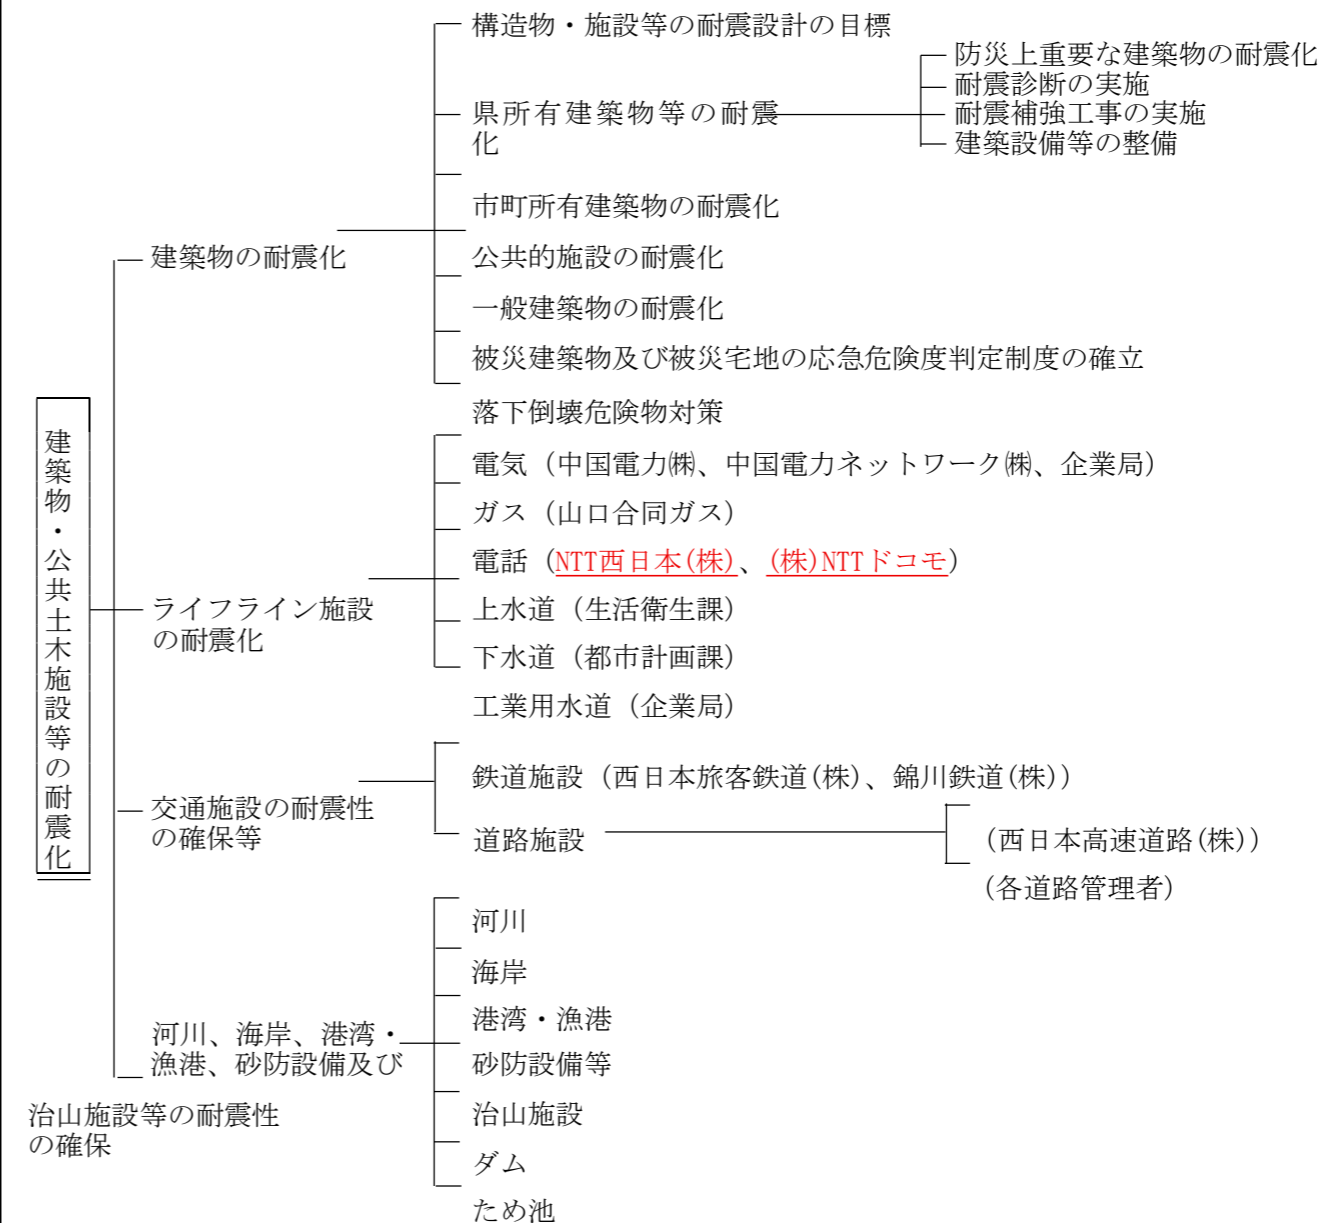 建築物・公共土木施設等の耐震化
建築物の耐震化
構造物・施設等の耐震設計の目標
県所有建築物等の耐震
化
防災上重要な建築物の耐震化
耐震診断の実施
耐震補強工事の実施
建築設備等の整備
市町所有建築物の耐震化
公共的施設の耐震化
一般建築物の耐震化
被災建築物及び被災宅地の応急危険度判定制度の確立
落下倒壊危険物対策
ライフライン施設
の耐震化
電気（中国電力㈱、中国電力ネットワーク㈱、企業局）
ガス（山口合同ガス）
電話（NTT西日本(株)、(株)NTTドコモ）
上水道（生活衛生課）
下水道（都市計画課）
工業用水道（企業局）
交通施設の耐震性
の確保等
鉄道施設（西日本旅客鉄道(株)、錦川鉄道(株)）
道路施設
（西日本高速道路(株)）
（各道路管理者）
河川、海岸、港湾・
漁港、砂防設備及び
治山施設等の耐震性
の確保
河川
海岸
港湾・漁港
砂防設備等
治山施設
ダム
ため池